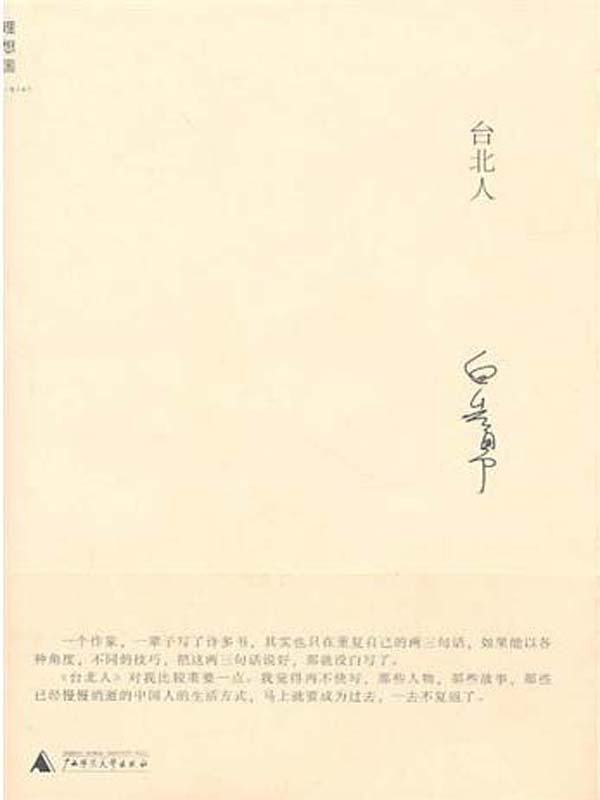 理想国
台北人
白先勇
一个作家，一辈子写了许多书，其实也只在重复自己的两三句话，如果能以各
种角度，不同的技巧，把这两三句话说好，那就没白写了。
《台北人》对我比较重要一点。我觉得再不快写，那些人物，那些故事，那些
已经慢慢消逝的中国人的生活方式，马上就要成为过去，一去不复返了。
广西师范大学出版社